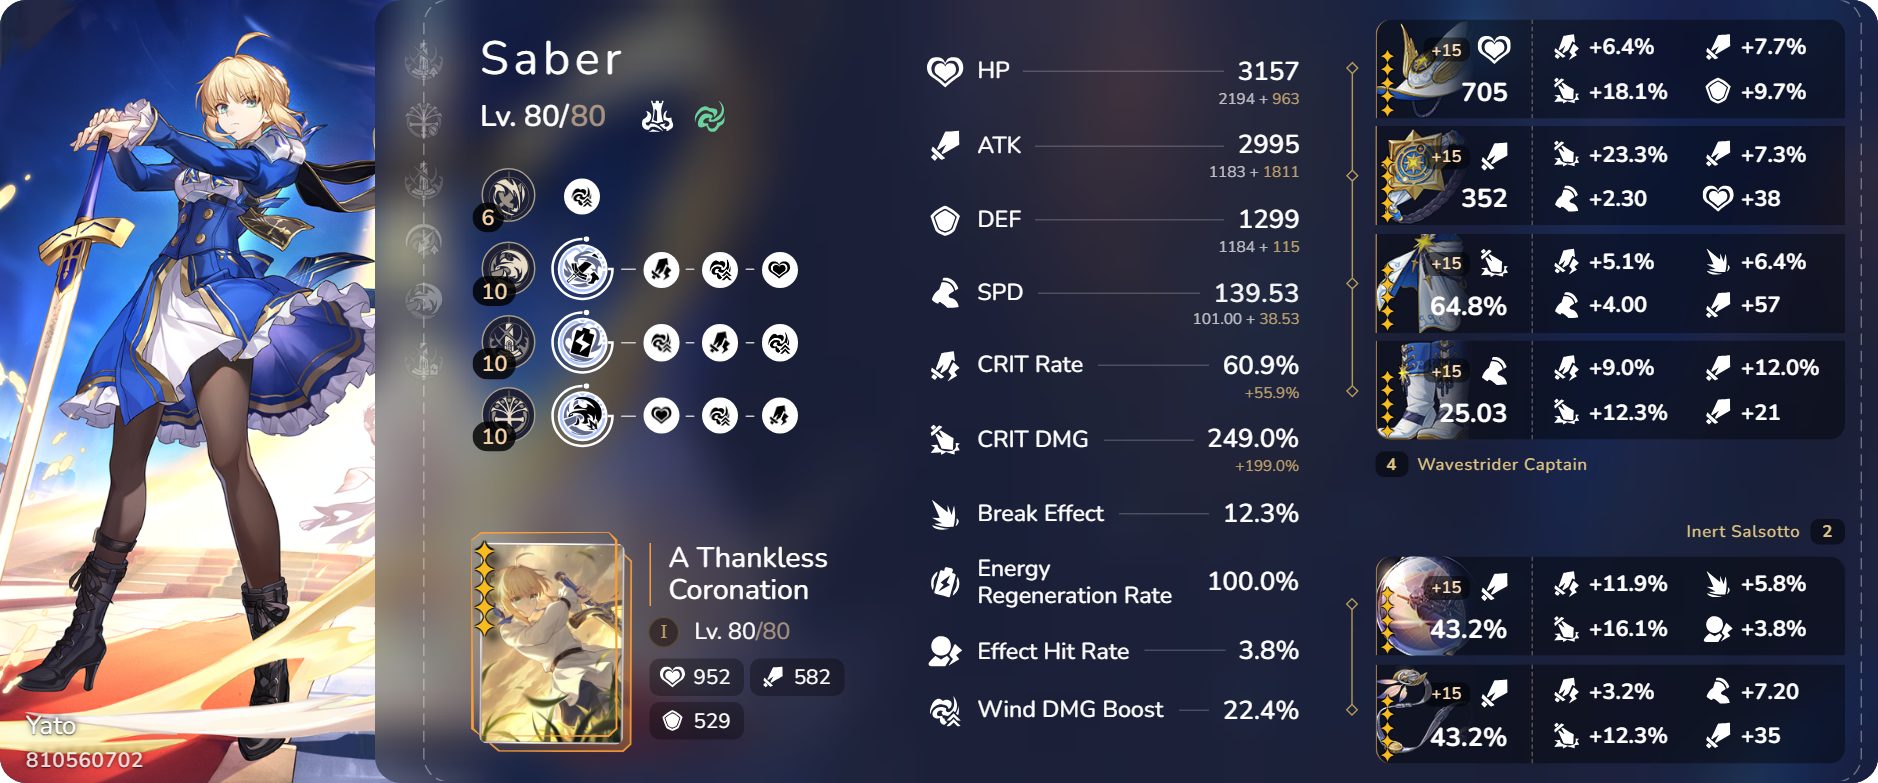 Saber
Lv. 80/80
6
10
10
10
A Thankless
Coronation
I Lv. 80/80
952 582
529
Yato
810560702
HP 3157
2194 + 963
ATK 2995
1183 + 1811
DEF 1299
1184 + 115
SPD 139.53
101.00 + 38.53
CRIT Rate 60.9%
+55.9%
CRIT DMG 249.0%
+199.0%
Break Effect 12.3%
Energy
Regeneration Rate 100.0%
Effect Hit Rate 3.8%
Wind DMG Boost 22.4%
+15 +6.4% +7.7%
705 +18.1% +9.7%
+15 +23.3% +7.3%
352 +2.30 +38
+15 +5.1% +6.4%
64.8% +4.00 +57
+15 +9.0% +12.0%
25.03 +12.3% +21
4 Wavestrider Captain
Inert Salsotto 2
+15 +11.9% +5.8%
43.2% +16.1% +3.8%
+15 +3.2% +7.20
43.2% +12.3% +35